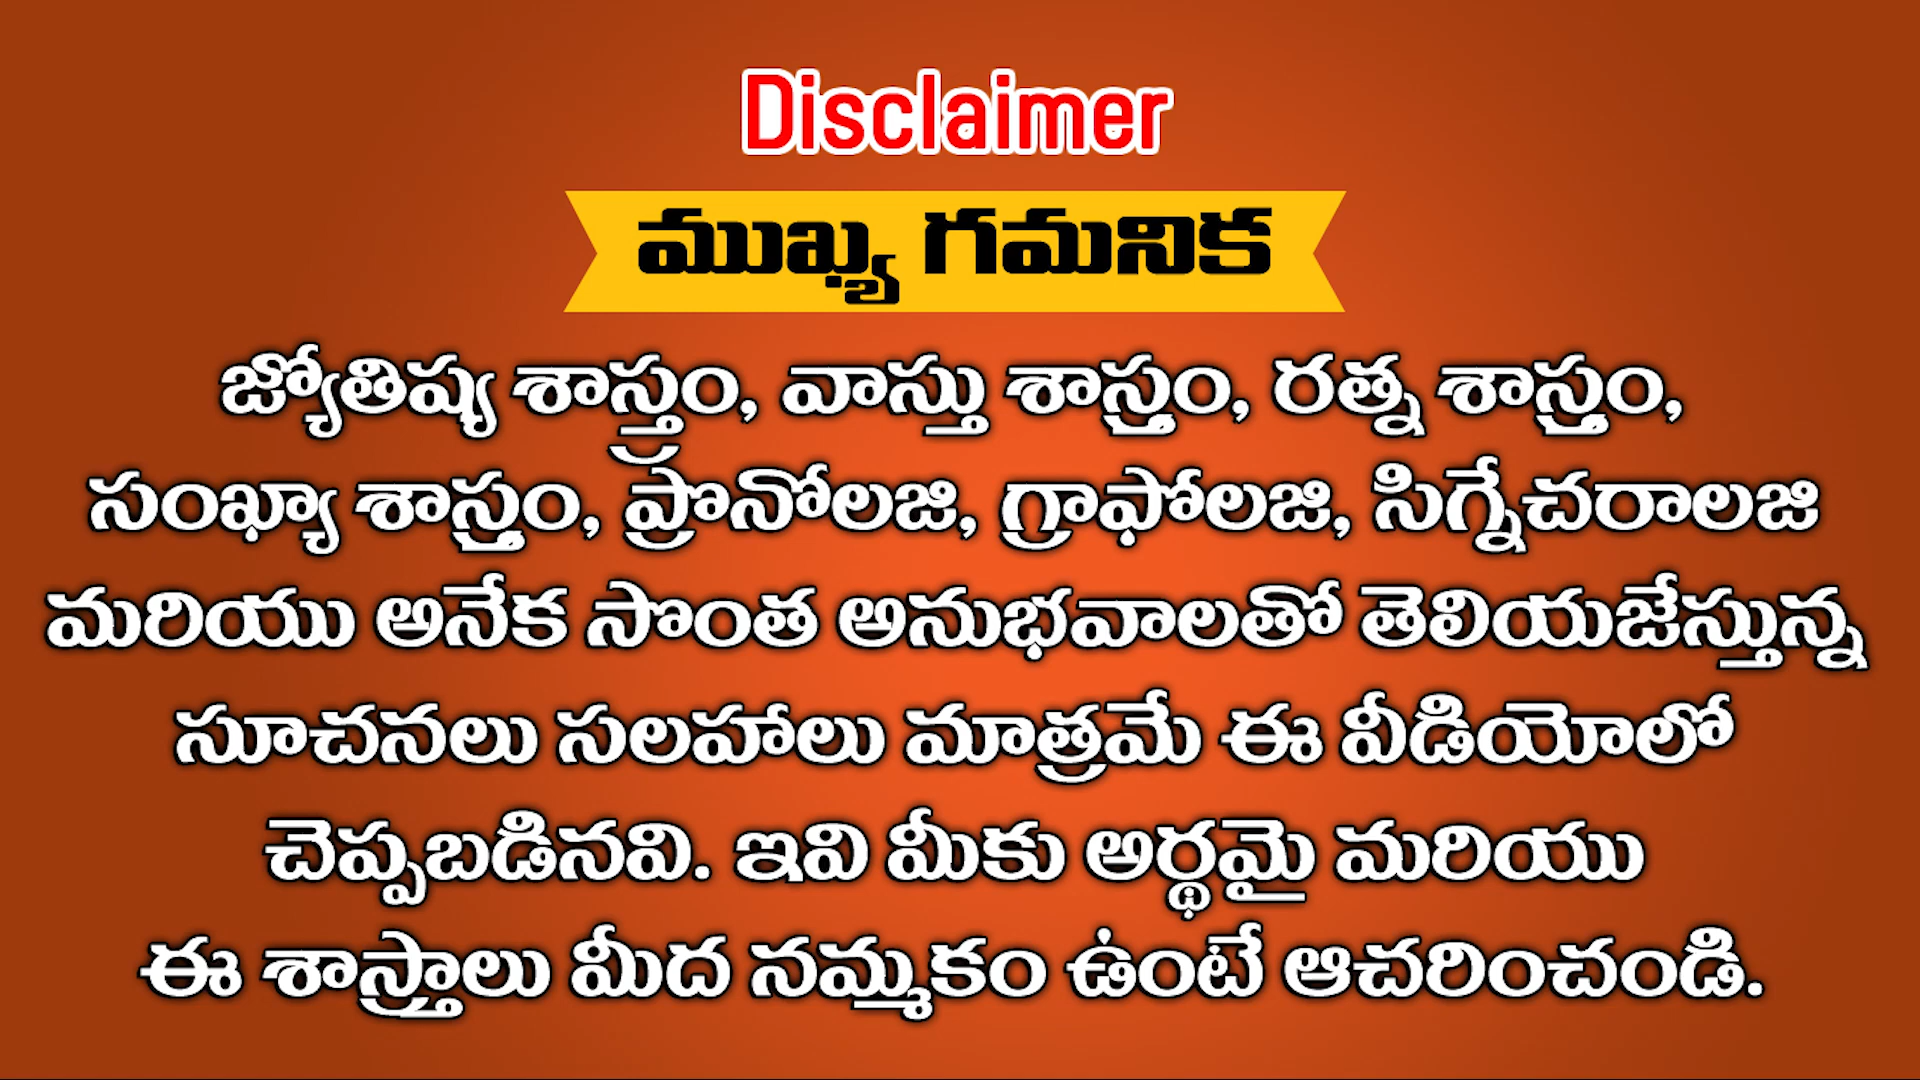 Disclaimer
ముఖ్య గమనిక
జ్యోతిష్య శాస్త్రం, వాస్తు శాస్త్రం, రత్న శాస్త్రం,
సంఖ్యా శాస్త్రం, ప్రొనోలజి, గ్రాఫోలజి, సిగ్నేచరాలజి
మరియు అనేక సొంత అనుభవాలతో తెలియజేస్తున్న
సూచనలు సలహాలు మాత్రమే ఈ వీడియోలో
చెప్పబడినవి. ఇవి మీకు అర్థమై మరియు
ఈ శాస్త్రాలు మీద నమ్మకం ఉంటే ఆచరించండి.